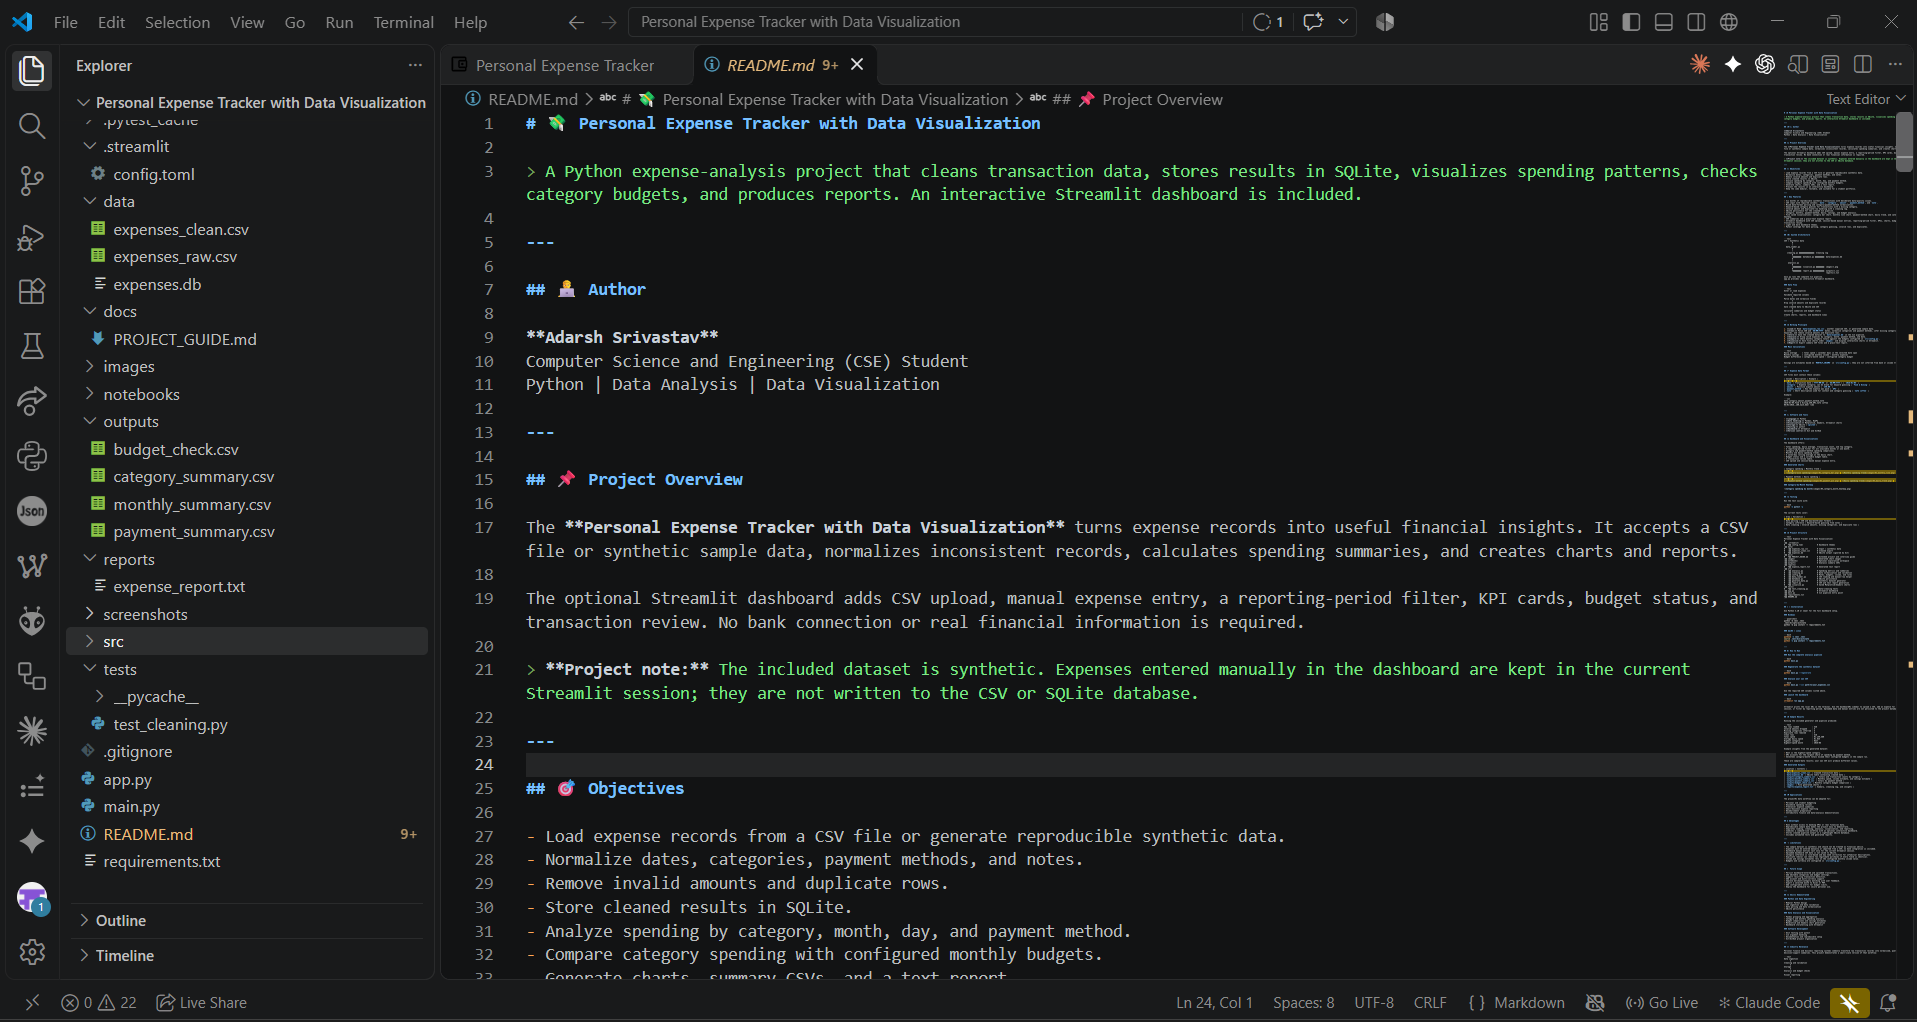 File Edit Selection View Go Run Terminal Help
Personal Expense Tracker with Data Visualization
1
Explorer
Personal Expense Tracker with Data Visualization
.pytest_cache
.streamlit
config.toml
data
expenses_clean.csv
expenses_raw.csv
expenses.db
docs
PROJECT_GUIDE.md
images
notebooks
outputs
budget_check.csv
category_summary.csv
monthly_summary.csv
payment_summary.csv
reports
expense_report.txt
screenshots
src
tests
__pycache__
test_cleaning.py
.gitignore
app.py
main.py
README.md 9+
requirements.txt
Outline
Timeline
Json
1
Personal Expense Tracker
README.md 9+
README.md > abc # 💸 Personal Expense Tracker with Data Visualization > abc ## 📌 Project Overview
Text Editor
1 # 💸 Personal Expense Tracker with Data Visualization
2
3 > A Python expense-analysis project that cleans transaction data, stores results in SQLite, visualizes spending patterns, checks
category budgets, and produces reports. An interactive Streamlit dashboard is included.
4
5 ---
6
7 ## 👨‍💻 Author
8
9 **Adarsh Srivastav**
10 Computer Science and Engineering (CSE) Student
11 Python | Data Analysis | Data Visualization
12
13 ---
14
15 ## 📌 Project Overview
16
17 The **Personal Expense Tracker with Data Visualization** turns expense records into useful financial insights. It accepts a CSV
file or synthetic sample data, normalizes inconsistent records, calculates spending summaries, and creates charts and reports.
18
19 The optional Streamlit dashboard adds CSV upload, manual expense entry, a reporting-period filter, KPI cards, budget status, and
transaction review. No bank connection or real financial information is required.
20
21 > **Project note:** The included dataset is synthetic. Expenses entered manually in the dashboard are kept in the current
Streamlit session; they are not written to the CSV or SQLite database.
22
23 ---
24
25 ## 🎯 Objectives
26
27 - Load expense records from a CSV file or generate reproducible synthetic data.
28 - Normalize dates, categories, payment methods, and notes.
29 - Remove invalid amounts and duplicate rows.
30 - Store cleaned results in SQLite.
31 - Analyze spending by category, month, day, and payment method.
32 - Compare category spending with configured monthly budgets.
33 - Generate charts, summary CSVs, and a text report.
0 22 Live Share
Ln 24, Col 1 Spaces: 8 UTF-8 CRLF { } Markdown Go Live Claude Code